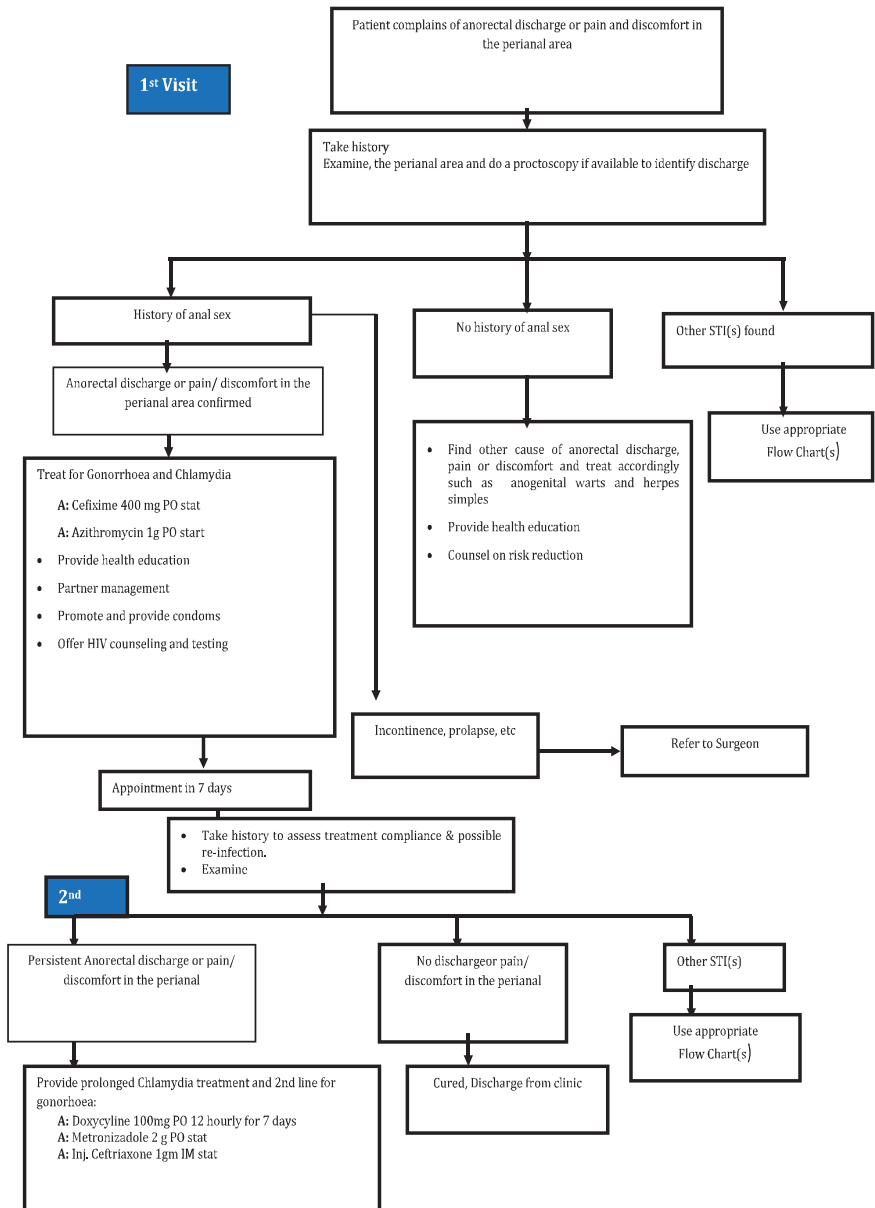 Patient complains of anorectal discharge or pain and discomfort in
the perianal area
1st Visit
Take history
Examine, the perianal area and do a proctoscopy if available to identify discharge
History of anal sex
No history of anal sex
Other STI(s) found
Anorectal discharge or pain/ discomfort in the
perianal area confirmed
Use appropriate
Flow Chart(s)
Treat for Gonorrhoea and Chlamydia
A: Cefixime 400 mg PO stat
A: Azithromycin 1g PO start
• Provide health education
• Partner management
• Promote and provide condoms
• Offer HIV counseling and testing
• Find other cause of anorectal discharge,
pain or discomfort and treat accordingly
such as anogenital warts and herpes
simples
• Provide health education
• Counsel on risk reduction
Incontinence, prolapse, etc
Refer to Surgeon
Appointment in 7 days
• Take history to assess treatment compliance & possible
re-infection.
• Examine
2nd
Persistent Anorectal discharge or pain/
discomfort in the perianal
No dischargeor pain/
discomfort in the perianal
Other STI(s)
Use appropriate
Flow Chart(s)
Provide prolonged Chlamydia treatment and 2nd line for
gonorhoea:
A: Doxycyline 100mg PO 12 hourly for 7 days
A: Metronizadole 2 g PO stat
A: Inj. Ceftriaxone 1gm IM stat
Cured, Discharge from clinic